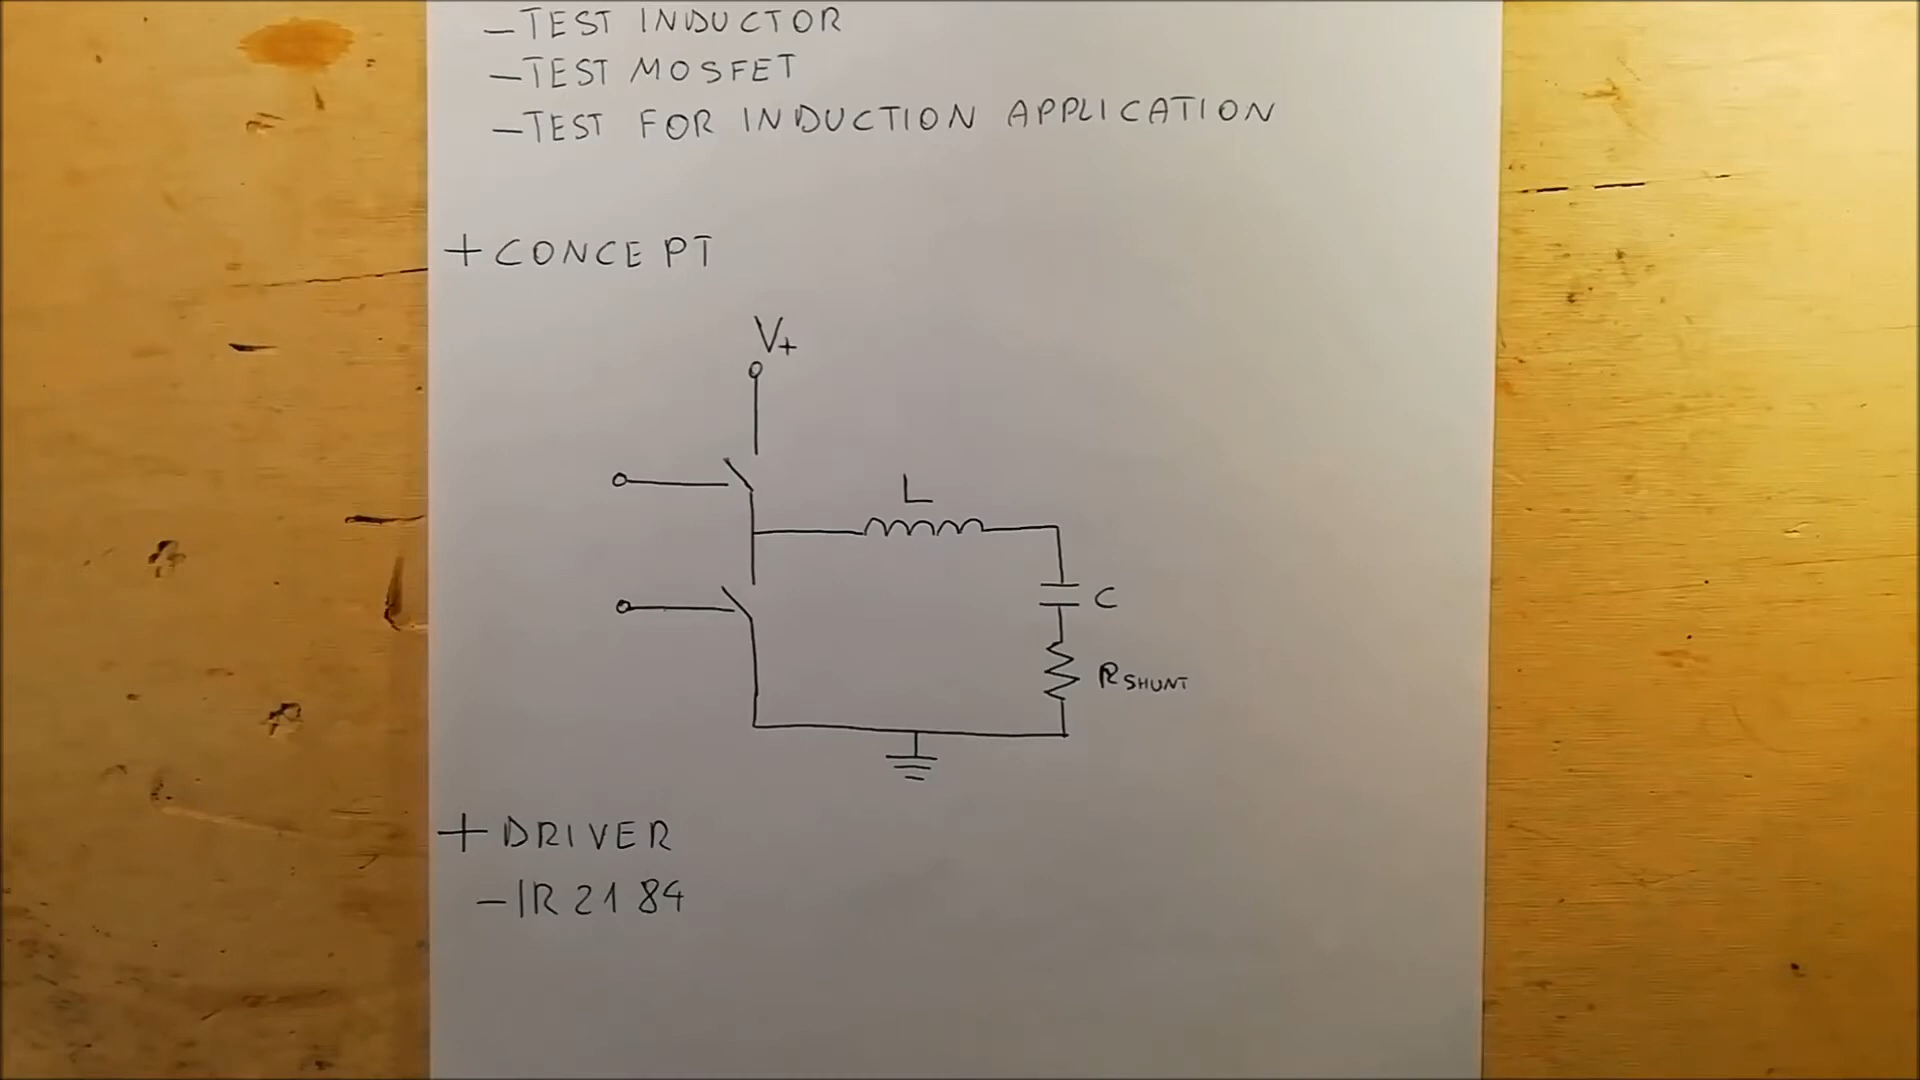 - TEST INDUCTOR
- TEST MOSFET
- TEST FOR INDUCTION APPLICATION
+ CONCEPT
V+
L
C
RSHUNT
+ DRIVER
- IR2184